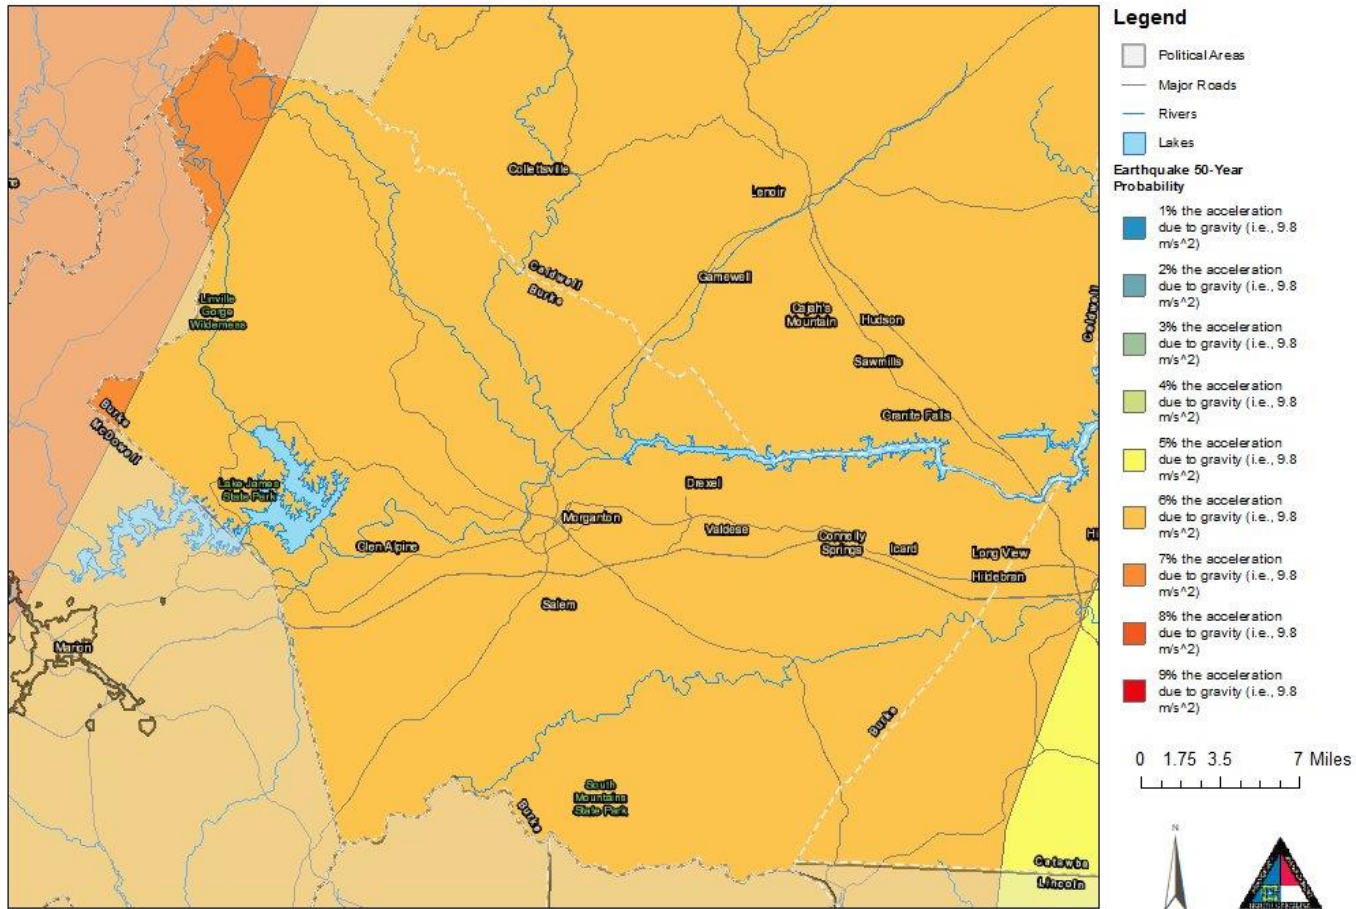 Collettsville
Lenoir
Caldwell
Burke
Gamewell
Linville
Gorge
Wilderness
Cajah's
Mountain
Hudson
Sawmills
Caldwell
Granite Falls
Burke
McDowell
Lake James
State Park
Drexel
Morganton
Valdese
Connelly
Springs
Icard
Long View
Hildebran
Glen Alpine
Salem
Marion
Burke
South
Mountains
State Park
Burke
Catawba
Lincoln
Legend
Political Areas
Major Roads
Rivers
Lakes
Earthquake 50-Year
Probability
1% the acceleration
due to gravity (i.e., 9.8
m/s^2)
2% the acceleration
due to gravity (i.e., 9.8
m/s^2)
3% the acceleration
due to gravity (i.e., 9.8
m/s^2)
4% the acceleration
due to gravity (i.e., 9.8
m/s^2)
5% the acceleration
due to gravity (i.e., 9.8
m/s^2)
6% the acceleration
due to gravity (i.e., 9.8
m/s^2)
7% the acceleration
due to gravity (i.e., 9.8
m/s^2)
8% the acceleration
due to gravity (i.e., 9.8
m/s^2)
9% the acceleration
due to gravity (i.e., 9.8
m/s^2)
0 1.75 3.5 7 Miles
N